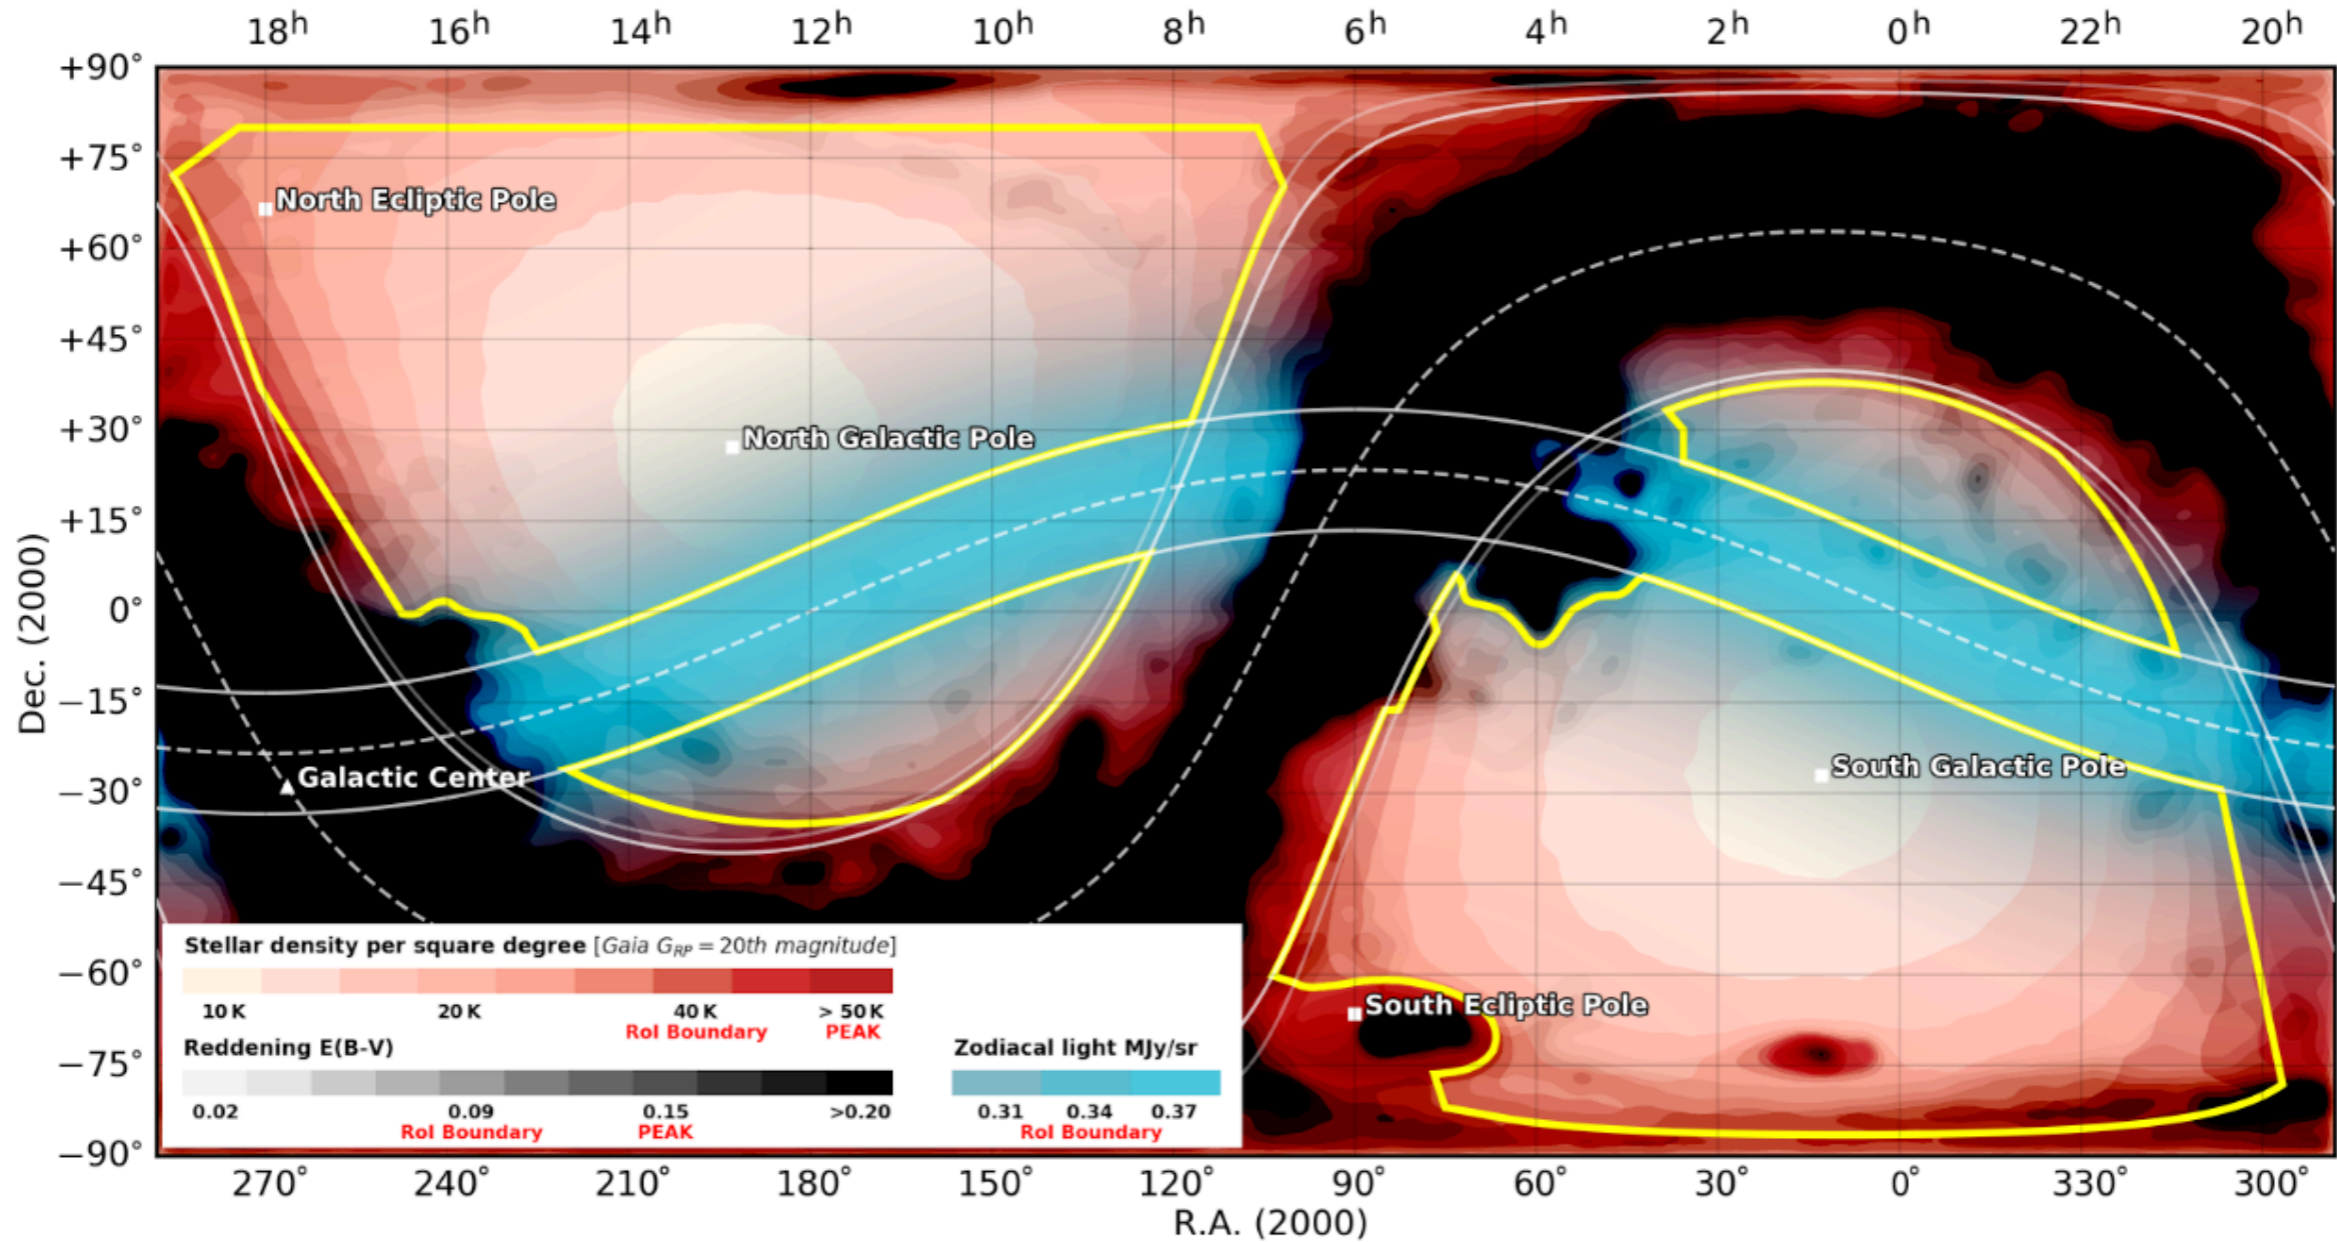 18h 16h 14h 12h 10h 8h 6h 4h 2h 0h 22h 20h
+90°
+75°
+60°
+45°
+30°
+15°
0°
−15°
−30°
−45°
−60°
−75°
−90°
Dec. (2000)
North Ecliptic Pole
North Galactic Pole
Galactic Center
South Galactic Pole
South Ecliptic Pole
Stellar density per square degree [Gaia G_RP = 20th magnitude]
10 K 20 K 40 K > 50 K
RoI Boundary PEAK
Reddening E(B-V)
0.02 0.09 0.15 >0.20
RoI Boundary PEAK
Zodiacal light MJy/sr
0.31 0.34 0.37
RoI Boundary
270° 240° 210° 180° 150° 120° 90° 60° 30° 0° 330° 300°
R.A. (2000)